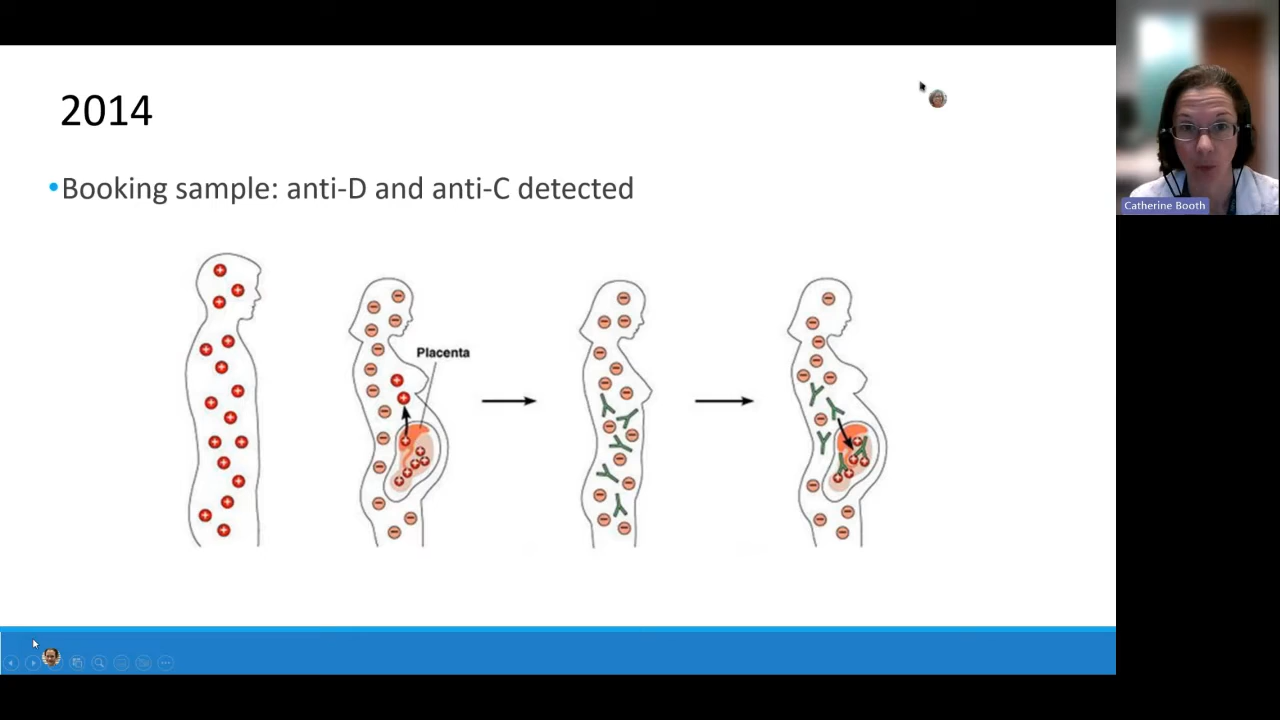 2014
•Booking sample: anti-D and anti-C detected
Placenta
Catherine Booth